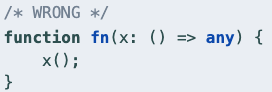 /* WRONG */
function fn(x: () => any) {
    x();
}